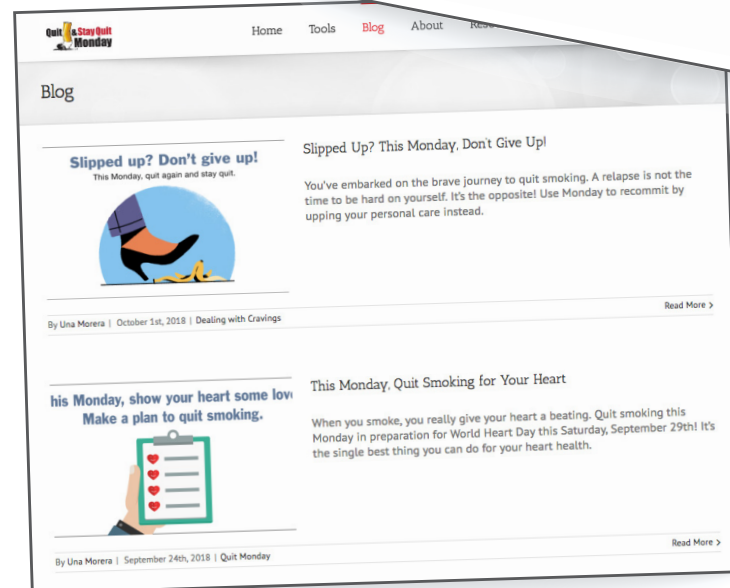 Quit & Stay Quit
Monday
Home Tools Blog About
Blog
Slipped up? Don't give up!
This Monday, quit again and stay quit.
Slipped Up? This Monday, Don't Give Up!
You've embarked on the brave journey to quit smoking. A relapse is not the
time to be hard on yourself. It's the opposite! Use Monday to recommit by
upping your personal care instead.
By Una Morera | October 1st, 2018 | Dealing with Cravings
Read More >
his Monday, show your heart some lov
Make a plan to quit smoking.
This Monday, Quit Smoking for Your Heart
When you smoke, you really give your heart a beating. Quit smoking this
Monday in preparation for World Heart Day this Saturday, September 29th! It's
the single best thing you can do for your heart health.
By Una Morera | September 24th, 2018 | Quit Monday
Read More >